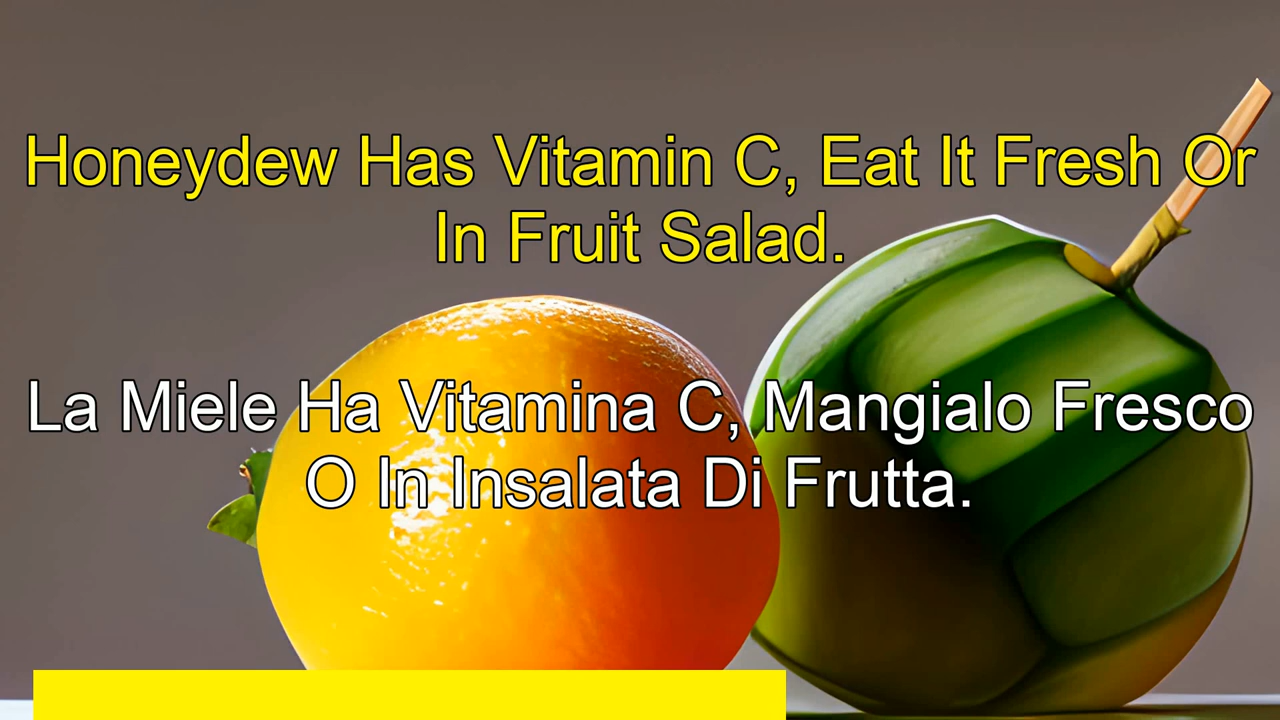 Honeydew Has Vitamin C, Eat It Fresh Or
In Fruit Salad.
La Miele Ha Vitamina C, Mangialo Fresco
O In Insalata Di Frutta.